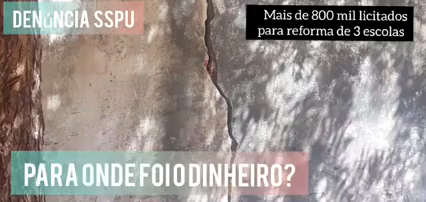 DENÚNCIA SSPU
Mais de 800 mil licitados
para reforma de 3 escolas
PARA ONDE FOI O DINHEIRO?